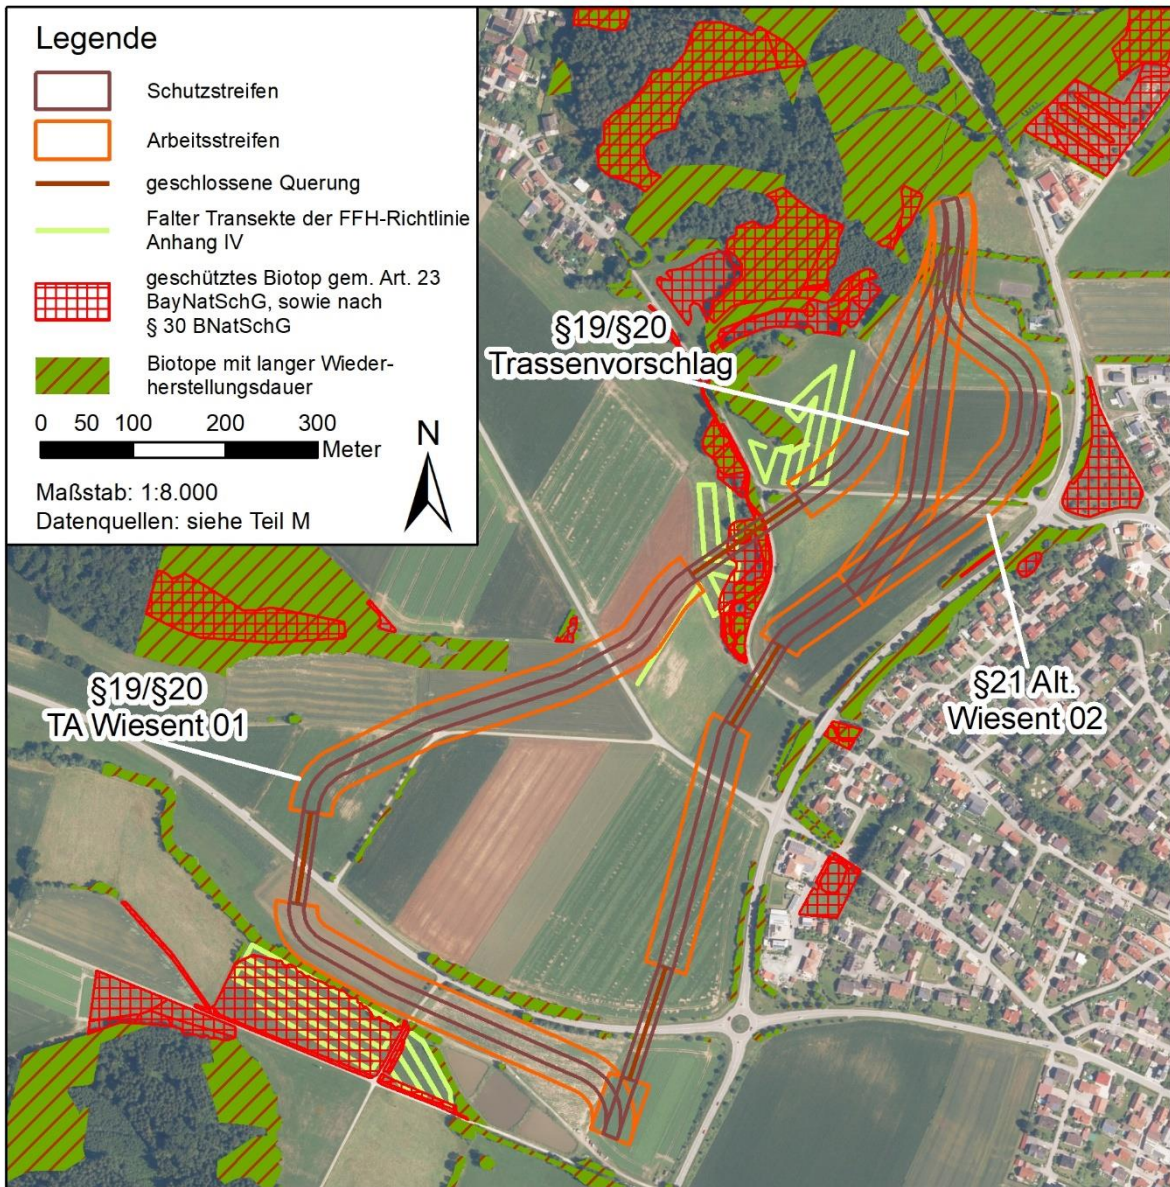 Legende
Schutzstreifen
Arbeitsstreifen
geschlossene Querung
Falter Transekte der FFH-Richtlinie
Anhang IV
geschütztes Biotop gem. Art. 23
BayNatSchG, sowie nach
§ 30 BNatSchG
Biotope mit langer Wieder-
herstellungsdauer
0 50 75 100 200 300
Meter
N
Maßstab: 1:8.000
Datenquellen: siehe Teil M
§19/§20
Trassenvorschlag
§19/§20
TA Wiesent 01
§21 Alt.
Wiesent 02